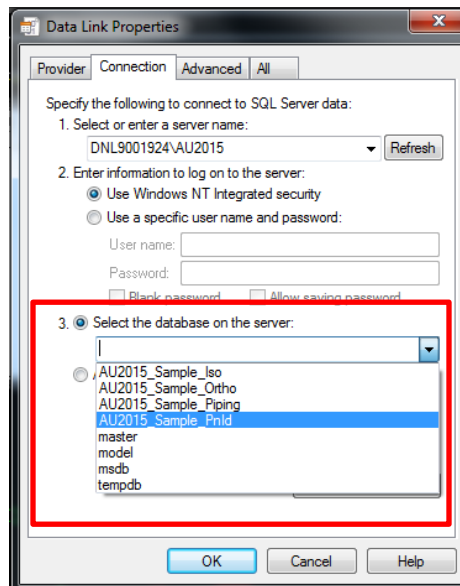 Data Link Properties
Provider Connection Advanced All
Specify the following to connect to SQL Server data:
1. Select or enter a server name:
DNL9001924\AU2015 Refresh
2. Enter information to log on to the server:
Use Windows NT Integrated security
Use a specific user name and password:
User name:
Password:
Blank password Allow saving password
3. Select the database on the server:
AU2015_Sample_Iso
AU2015_Sample_Ortho
AU2015_Sample_Piping
AU2015_Sample_PnId
master
model
msdb
tempdb
OK Cancel Help